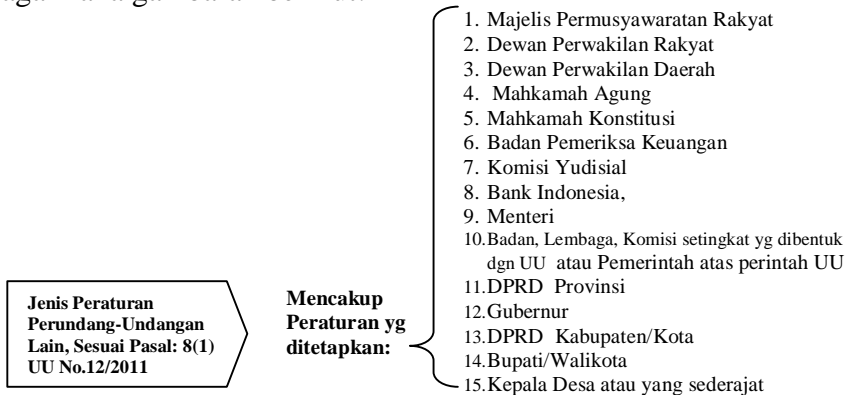 1. Majelis Permusyawaratan Rakyat
2. Dewan Perwakilan Rakyat
3. Dewan Perwakilan Daerah
4. Mahkamah Agung
5. Mahkamah Konstitusi
6. Badan Pemeriksa Keuangan
7. Komisi Yudisial
8. Bank Indonesia,
9. Menteri
10.Badan, Lembaga, Komisi setingkat yg dibentuk
dgn UU atau Pemerintah atas perintah UU
11.DPRD Provinsi
12.Gubernur
13.DPRD Kabupaten/Kota
14.Bupati/Walikota
15.Kepala Desa atau yang sederajat
Jenis Peraturan
Perundang-Undangan
Lain, Sesuai Pasal: 8(1)
UU No.12/2011
Mencakup
Peraturan yg
ditetapkan: